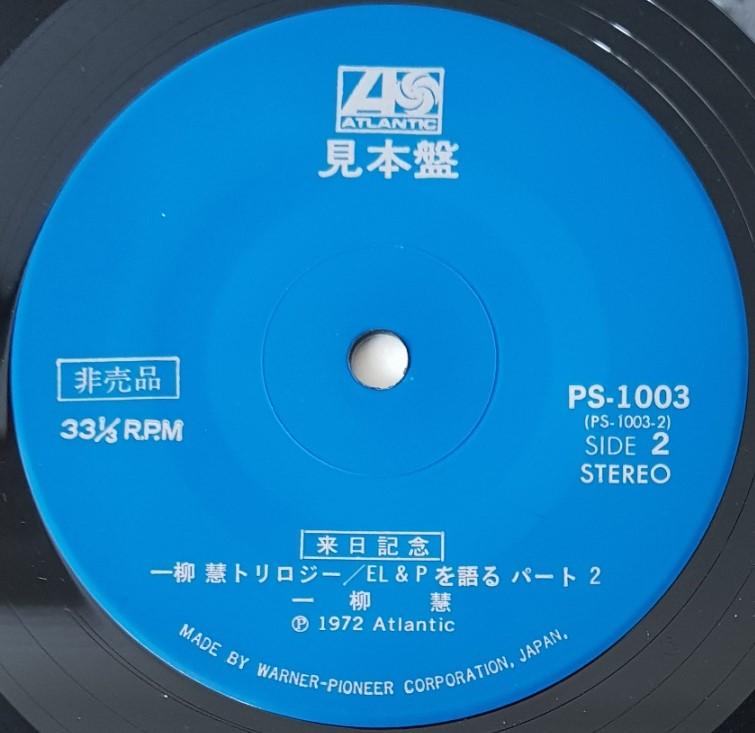 ATLANTIC
見本盤
非売品
33⅓ R.P.M
PS-1003
(PS-1003-2)
SIDE 2
STEREO
来日記念
一柳 慧トリロジー／EL & P を語る パート 2
一 柳 慧
Ⓟ 1972 Atlantic
MADE BY WARNER-PIONEER CORPORATION, JAPAN.